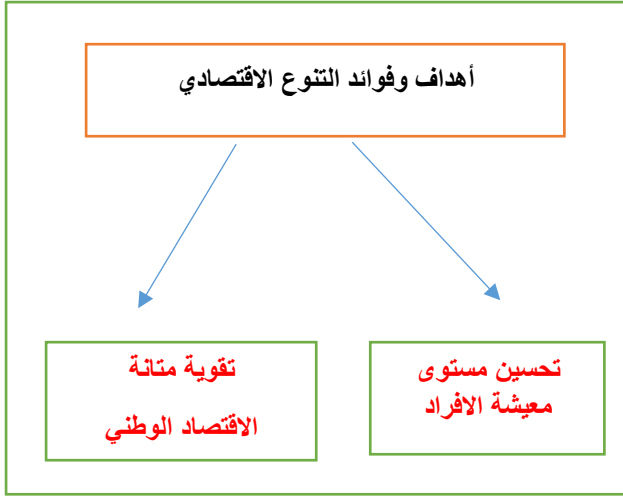 أهداف وفوائد التنوع الاقتصادي
تحسين مستوى
معيشة الافراد
تقوية متانة
الاقتصاد الوطني